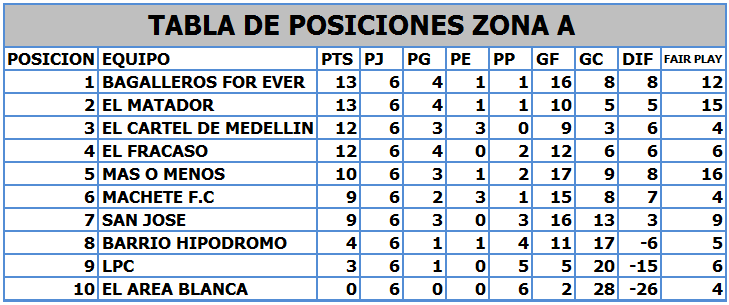 TABLA DE POSICIONES ZONA A
POSICION EQUIPO PTS PJ PG PE PP GF GC DIF FAIR PLAY
1 BAGALLEROS FOR EVER 13 6 4 1 1 16 8 8 12
2 EL MATADOR 13 6 4 1 1 10 5 5 15
3 EL CARTEL DE MEDELLIN 12 6 3 3 0 9 3 6 4
4 EL FRACASO 12 6 4 0 2 12 6 6 6
5 MAS O MENOS 10 6 3 1 2 17 9 8 16
6 MACHETE F.C 9 6 2 3 1 15 8 7 4
7 SAN JOSE 9 6 3 0 3 16 13 3 9
8 BARRIO HIPODROMO 4 6 1 1 4 11 17 -6 5
9 LPC 3 6 1 0 5 5 20 -15 6
10 EL AREA BLANCA 0 6 0 0 6 2 28 -26 4